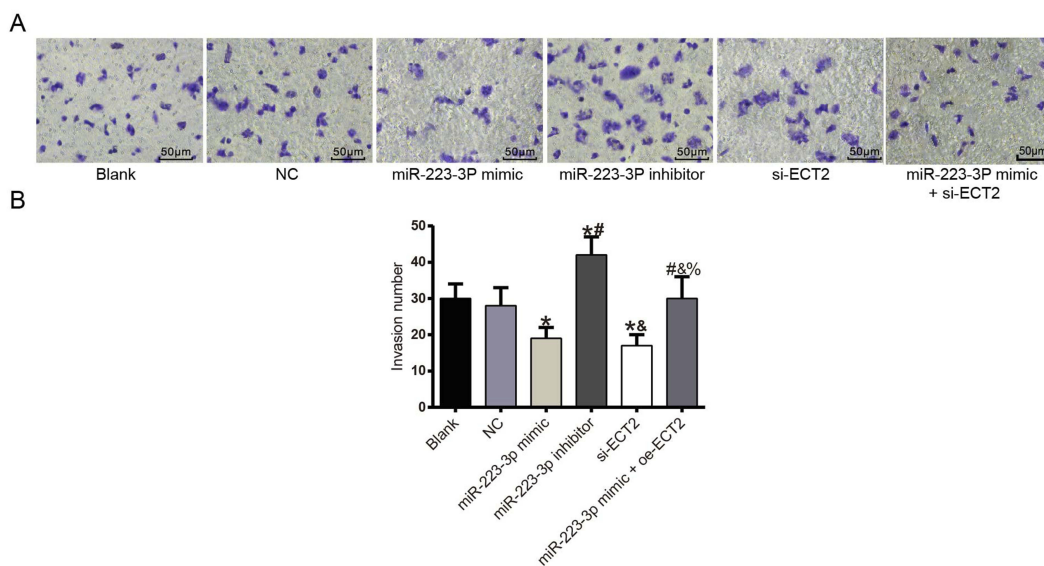 A
50μm
50μm
50μm
50μm
50μm
50μm
Blank
NC
miR-223-3P mimic
miR-223-3P inhibitor
si-ECT2
miR-223-3P mimic
+ si-ECT2
B
Invasion number
50
40
30
20
10
0
*
*#
*&
#&%
Blank
NC
miR-223-3p mimic
miR-223-3p inhibitor
si-ECT2
miR-223-3p mimic + oe-ECT2